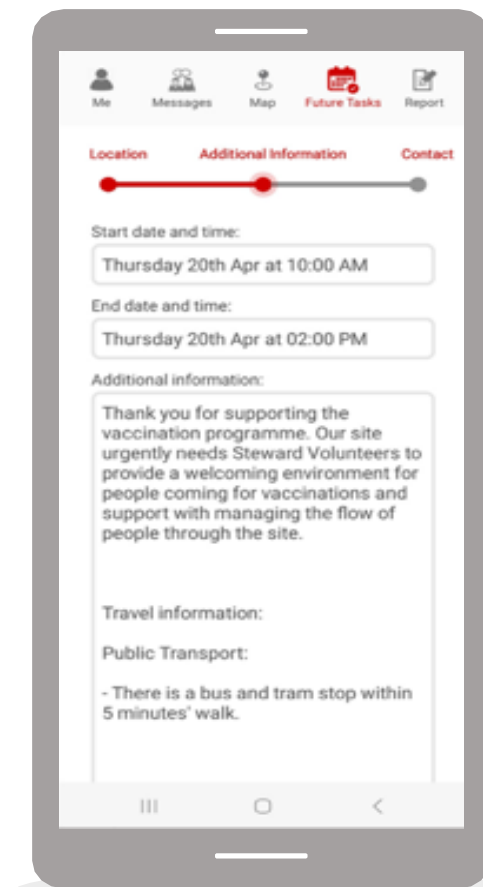 Me Messages Map Future Tasks Report
Location Additional Information Contact
Start date and time:
Thursday 20th Apr at 10:00 AM
End date and time:
Thursday 20th Apr at 02:00 PM
Additional information:
Thank you for supporting the
vaccination programme. Our site
urgently needs Steward Volunteers to
provide a welcoming environment for
people coming for vaccinations and
support with managing the flow of
people through the site.
Travel information:
Public Transport:
- There is a bus and tram stop within
5 minutes' walk.